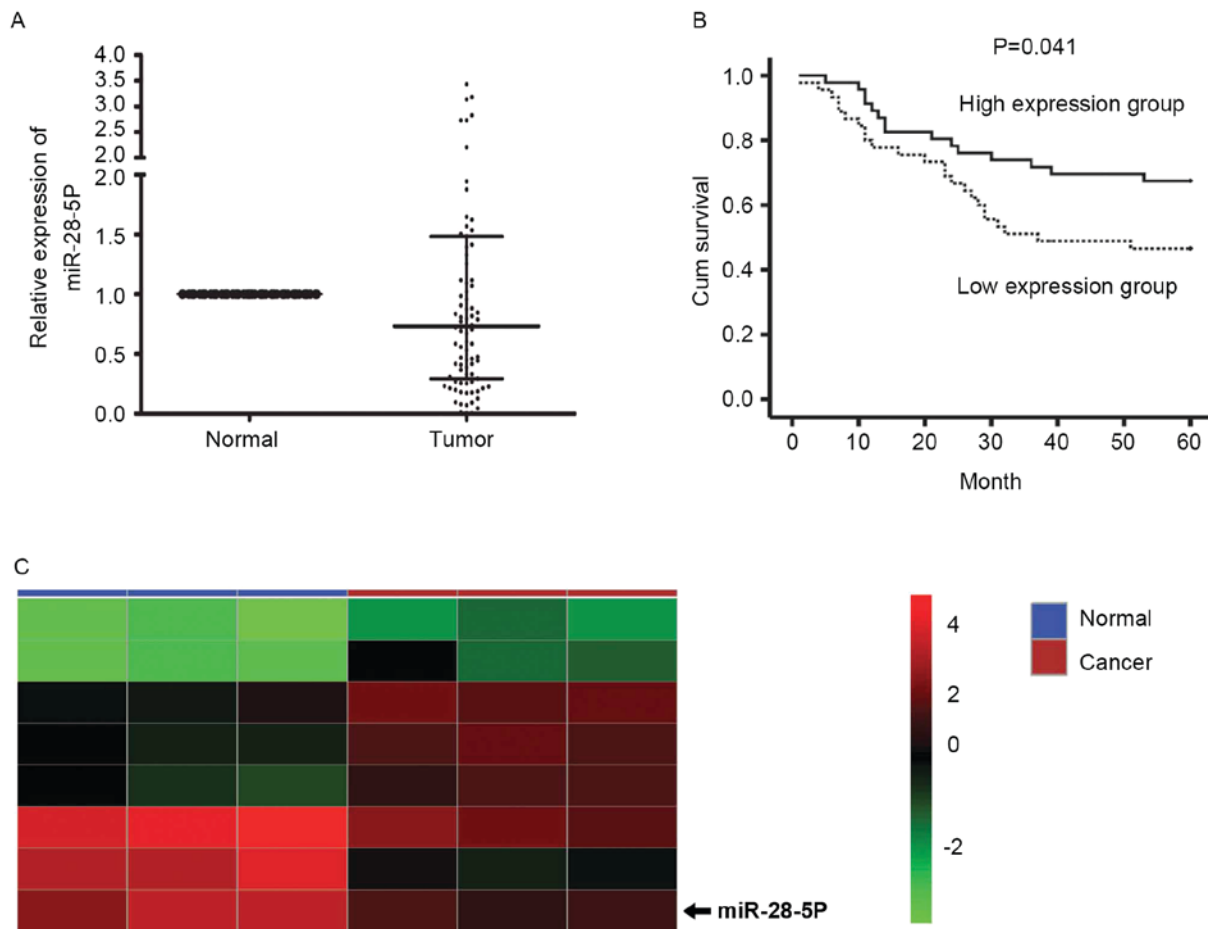 A
Relative expression of
miR-28-5P
4.0
3.5
3.0
2.5
2.0
2.0
1.5
1.0
0.5
0.0
Normal
Tumor
B
P=0.041
Cum survival
1.0
0.8
0.6
0.4
0.2
0.0
High expression group
Low expression group
0 10 20 30 40 50 60
Month
C
miR-28-5P
4
2
0
-2
Normal
Cancer